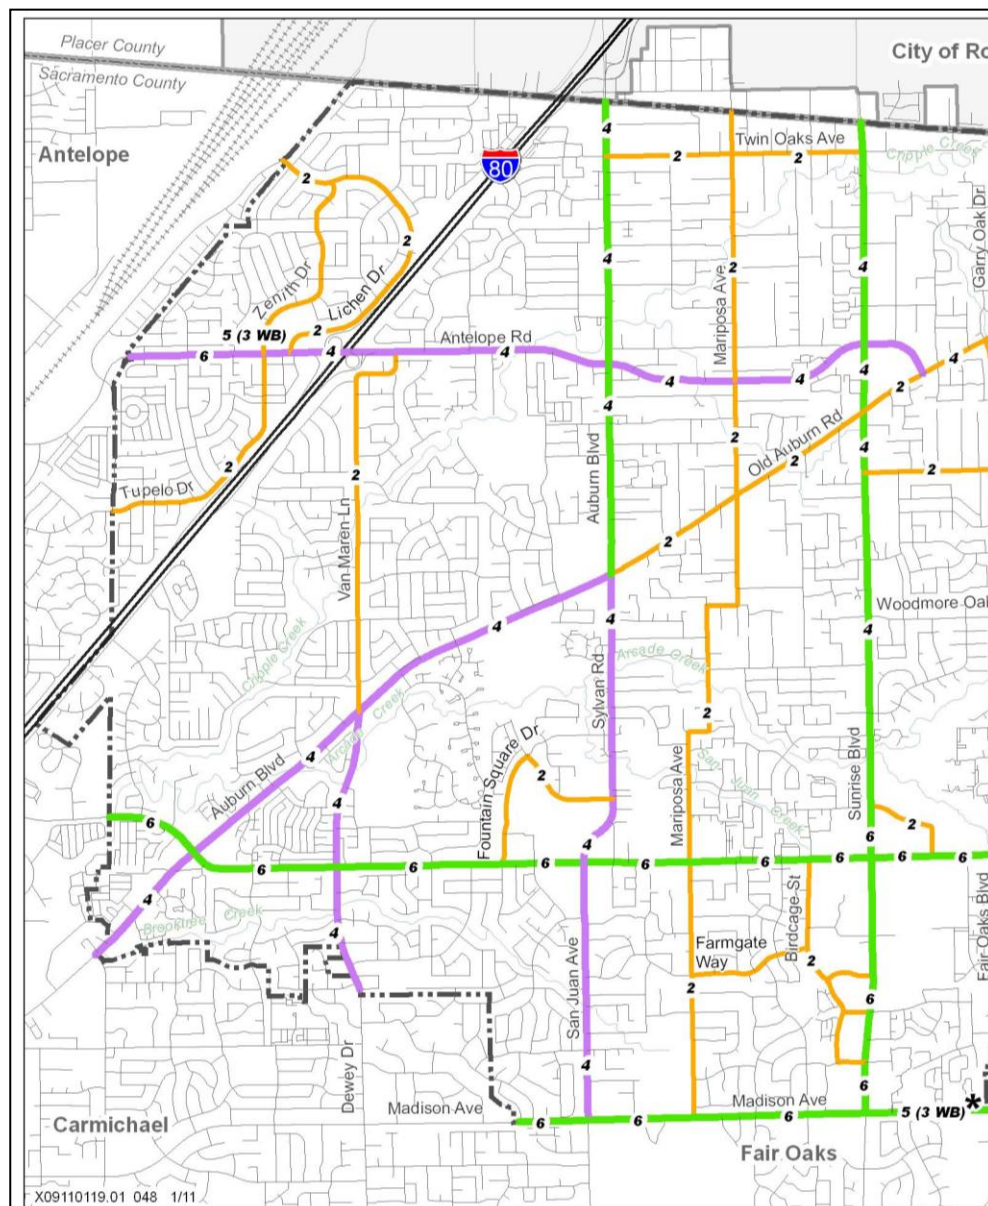 Placer County
Sacramento County
City of Ro
Antelope
80
4
Twin Oaks Ave
2
2
2
Cripple Creek
2
4
2
4
Garry Oak Dr
Mariposa Ave
Zenith Dr
Lichen Dr
5 (3 WB)
2
Antelope Rd
6
4
4
4
4
4
4
2
4
Auburn Blvd
2
Old Auburn Rd
2
4
2
2
Tupelo Dr
2
Van Maren Ln
2
Woodmore Oak
4
4
4
Cripple Creek
Arcade Creek
Sylvan Rd
Arcade Creek
2
Fountain Square Dr
Auburn Blvd
4
2
Mariposa Ave
San Juan Creek
Sunrise Blvd
4
6
4
6
2
6
6
6
6
6
6
6
6
4
Brooktree Creek
4
Birdcage St
Fair Oaks Blvd
Farmgate
Way
2
San Juan Ave
2
6
4
6
Dewey Dr
Madison Ave
Madison Ave
6
6
6
5 (3 WB)
*
Carmichael
Fair Oaks
X09110119.01 048 1/11